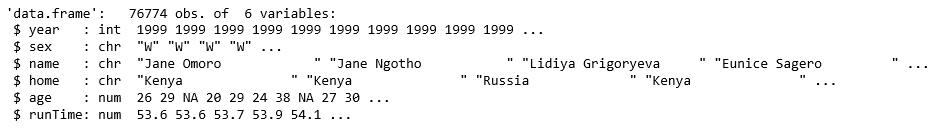 'data.frame':   76774 obs. of  6 variables:
 $ year   : int  1999 1999 1999 1999 1999 1999 1999 1999 1999 1999 ...
 $ sex    : chr  "W" "W" "W" "W" ...
 $ name   : chr  "Jane Omoro            " "Jane Ngotho           " "Lidiya Grigoryeva     " "Eunice Sagero         " ...
 $ home   : chr  "Kenya              " "Kenya              " "Russia             " "Kenya              " ...
 $ age    : num  26 29 NA 20 29 24 38 NA 27 30 ...
 $ runTime: num  53.6 53.6 53.7 53.9 54.1 ...